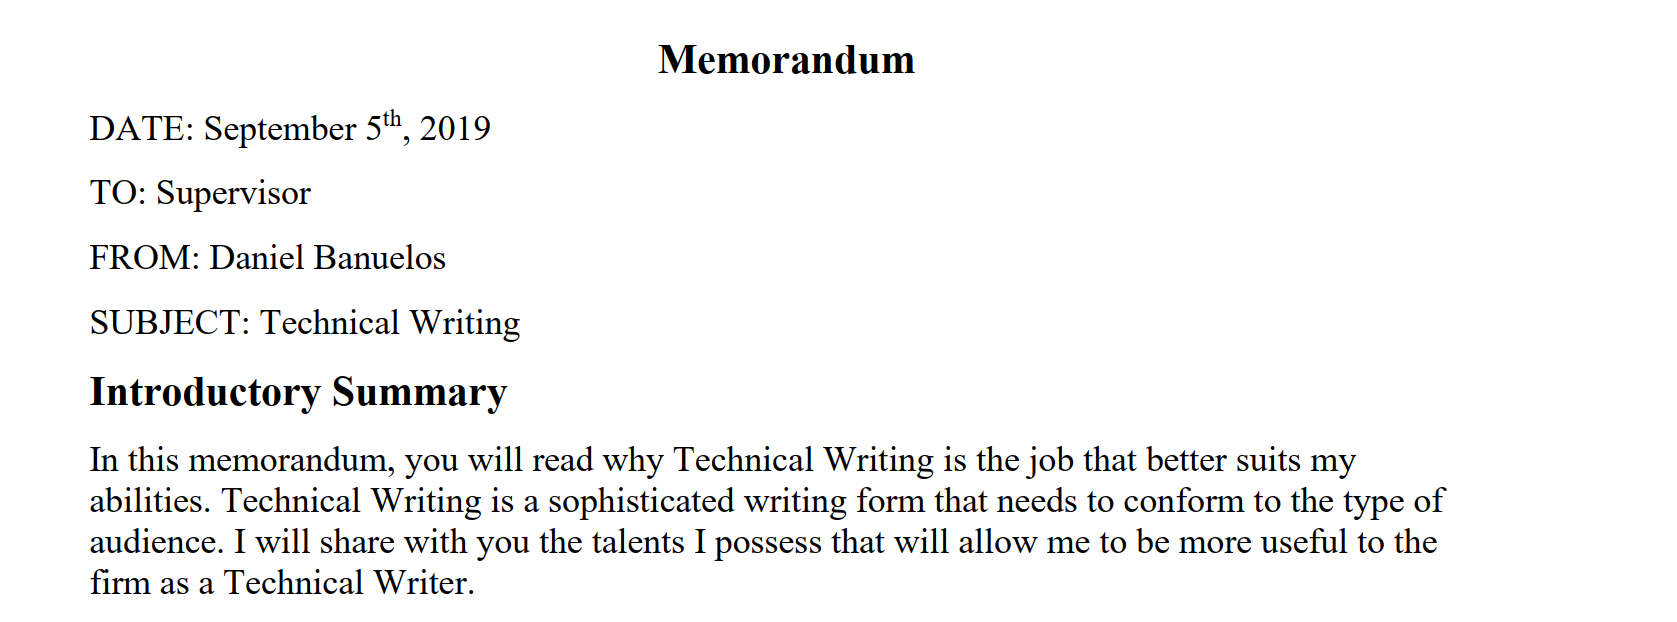 Memorandum
DATE: September 5th, 2019
TO: Supervisor
FROM: Daniel Banuelos
SUBJECT: Technical Writing
Introductory Summary
In this memorandum, you will read why Technical Writing is the job that better suits my
abilities. Technical Writing is a sophisticated writing form that needs to conform to the type of
audience. I will share with you the talents I possess that will allow me to be more useful to the
firm as a Technical Writer.